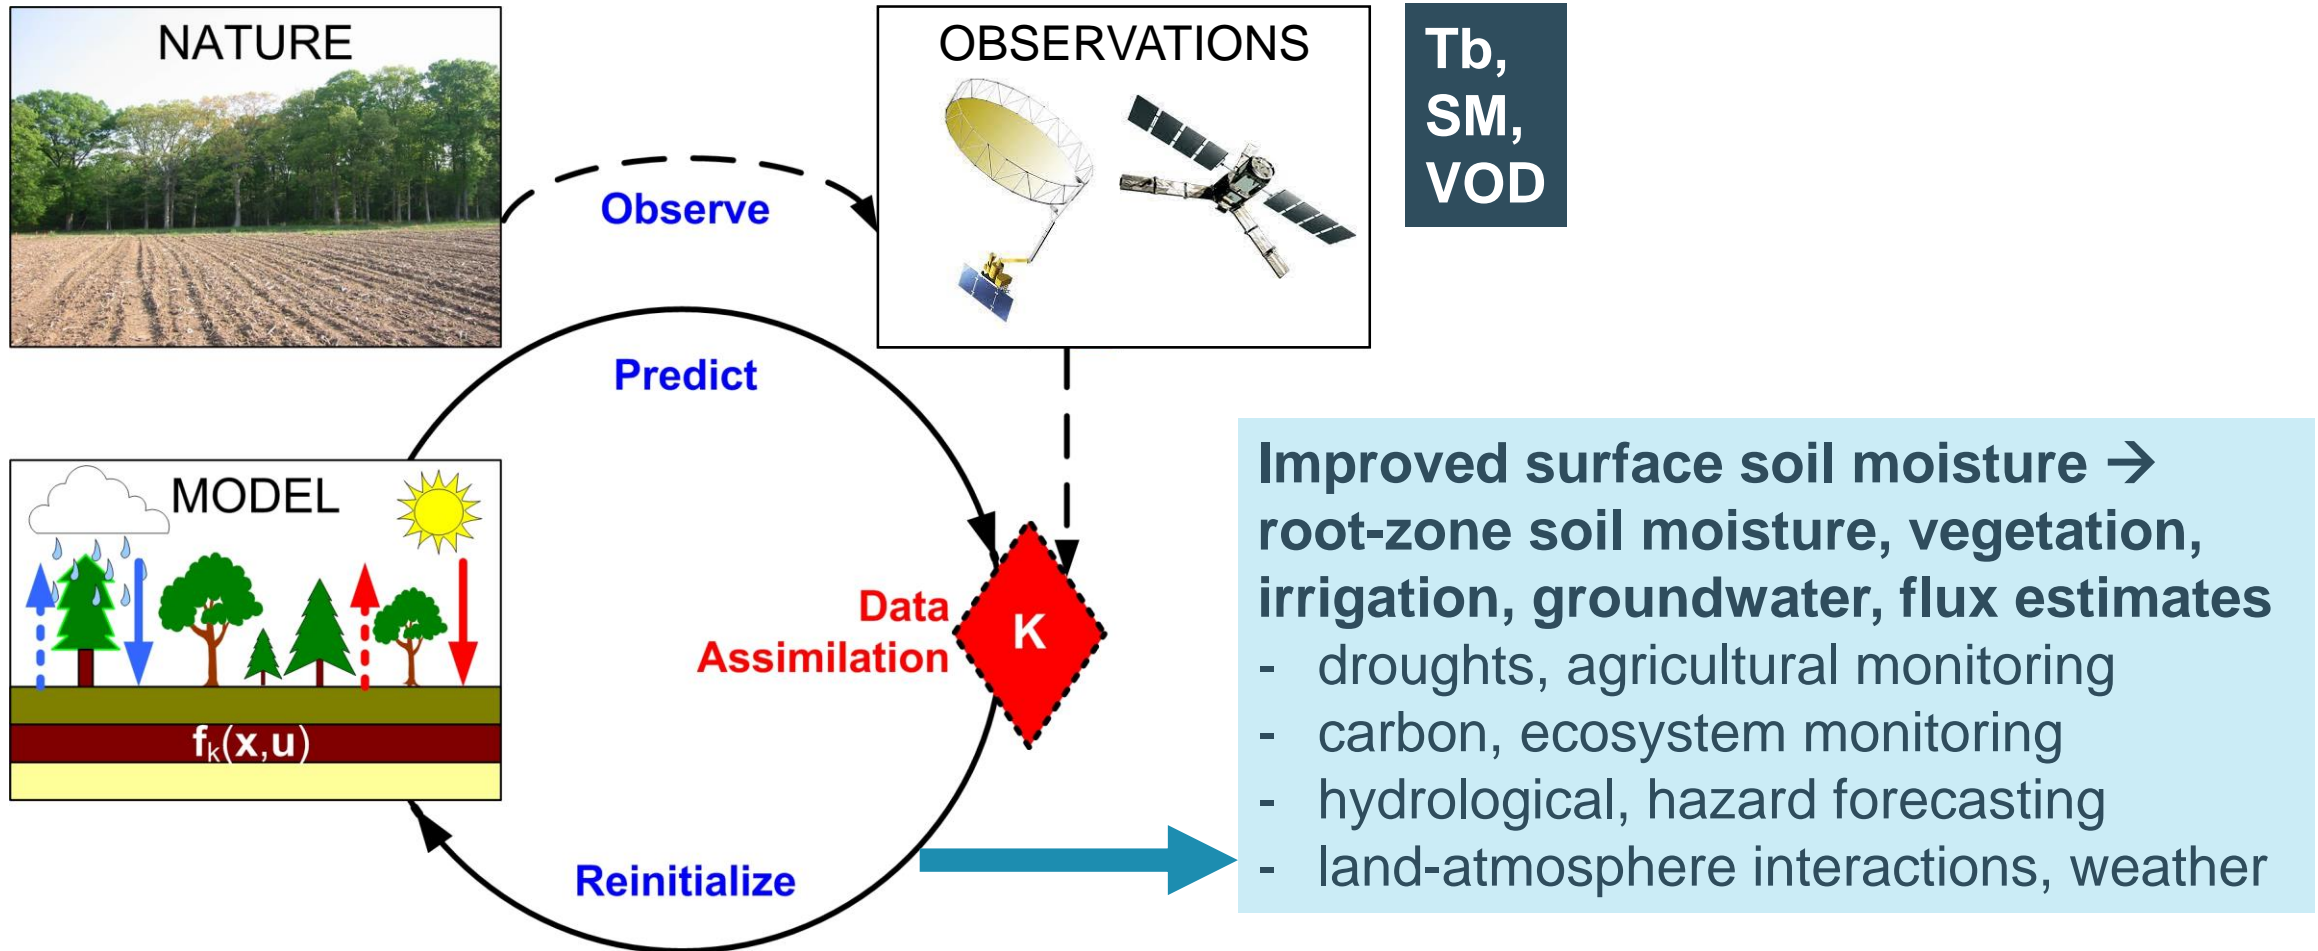 NATURE
OBSERVATIONS
Tb,
SM,
VOD
Observe
Predict
MODEL
f_k(x,u)
Data
Assimilation
K
Reinitialize
Improved surface soil moisture →
root-zone soil moisture, vegetation,
irrigation, groundwater, flux estimates
- droughts, agricultural monitoring
- carbon, ecosystem monitoring
- hydrological, hazard forecasting
- land-atmosphere interactions, weather